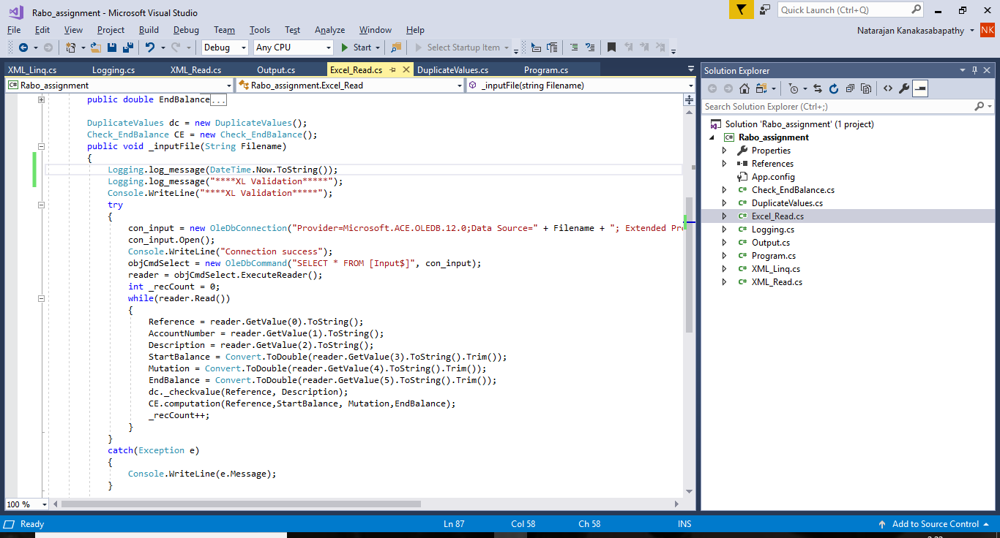 Rabo_assignment - Microsoft Visual Studio
Quick Launch (Ctrl+Q)
File Edit View Project Build Debug Team Tools Test Analyze Window Help
Natarajan Kanakasabapathy NK
Debug Any CPU Start Select Startup Item
XML_Linq.cs Logging.cs XML_Read.cs Output.cs Excel_Read.cs DuplicateValues.cs Program.cs
C# Rabo_assignment Rabo_assignment.Excel_Read _inputFile(string Filename)
public double EndBalance...
DuplicateValues dc = new DuplicateValues();
Check_EndBalance CE = new Check_EndBalance();
public void _inputFile(String Filename)
{
Logging.log_message(DateTime.Now.ToString());
Logging.log_message("****XL Validation*****");
Console.WriteLine("****XL Validation*****");
try
{
con_input = new OleDbConnection("Provider=Microsoft.ACE.OLEDB.12.0;Data Source=" + Filename + "; Extended Pr
con_input.Open();
Console.WriteLine("Connection success");
objCmdSelect = new OleDbCommand("SELECT * FROM [Input$]", con_input);
reader = objCmdSelect.ExecuteReader();
int _recCount = 0;
while(reader.Read())
{
Reference = reader.GetValue(0).ToString();
AccountNumber = reader.GetValue(1).ToString();
Description = reader.GetValue(2).ToString();
StartBalance = Convert.ToDouble(reader.GetValue(3).ToString().Trim());
Mutation = Convert.ToDouble(reader.GetValue(4).ToString().Trim());
EndBalance = Convert.ToDouble(reader.GetValue(5).ToString().Trim());
dc._checkvalue(Reference, Description);
CE.computation(Reference,StartBalance, Mutation,EndBalance);
_recCount++;
}
}
catch(Exception e)
{
Console.WriteLine(e.Message);
}
100 %
Solution Explorer
Search Solution Explorer (Ctrl+;)
Solution 'Rabo_assignment' (1 project)
C# Rabo_assignment
Properties
References
App.config
C# Check_EndBalance.cs
C# DuplicateValues.cs
C# Excel_Read.cs
C# Logging.cs
C# Output.cs
C# Program.cs
C# XML_Linq.cs
C# XML_Read.cs
Ready Ln 87 Col 58 Ch 58 INS Add to Source Control